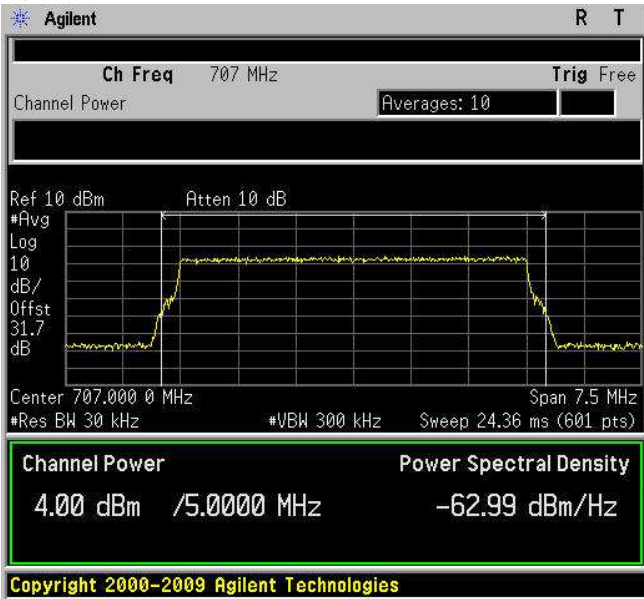 Agilent R T
Ch Freq 707 MHz Trig Free
Channel Power Averages: 10
Ref 10 dBm Atten 10 dB
#Avg
Log
10
dB/
Offst
31.7
dB
Center 707.000 0 MHz Span 7.5 MHz
#Res BW 30 kHz #VBW 300 kHz Sweep 24.36 ms (601 pts)
Channel Power Power Spectral Density
4.00 dBm /5.0000 MHz -62.99 dBm/Hz
Copyright 2000-2009 Agilent Technologies